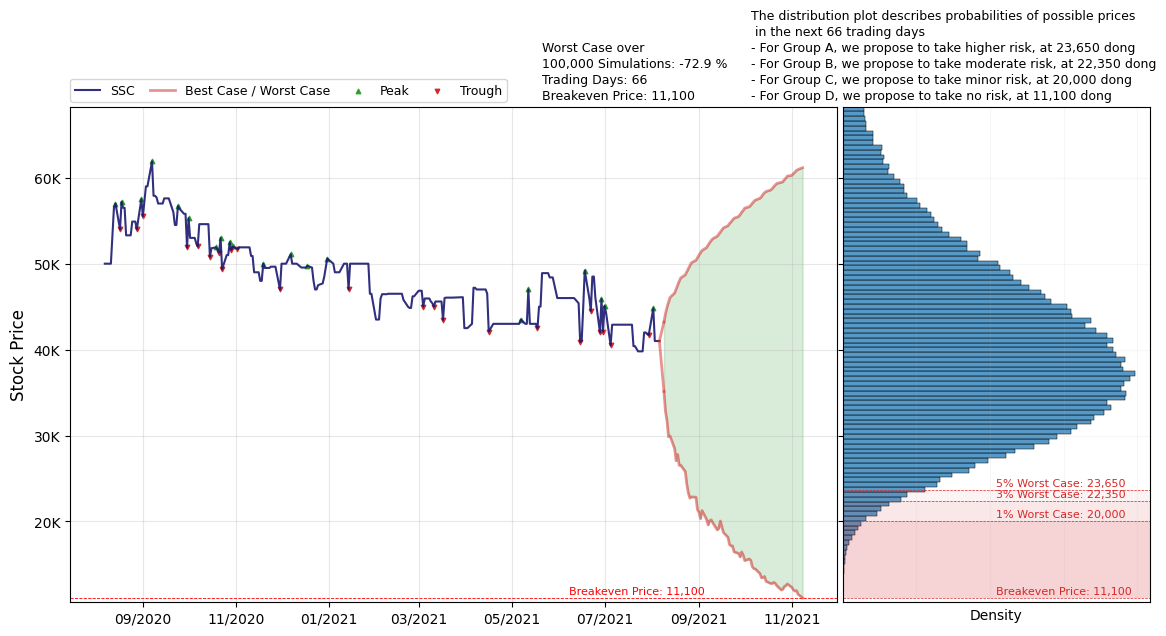 The distribution plot describes probabilities of possible prices
in the next 66 trading days
- For Group A, we propose to take higher risk, at 23,650 dong
- For Group B, we propose to take moderate risk, at 22,350 dong
- For Group C, we propose to take minor risk, at 20,000 dong
- For Group D, we propose to take no risk, at 11,100 dong
Worst Case over
100,000 Simulations: -72.9 %
Trading Days: 66
Breakeven Price: 11,100
SSC
Best Case / Worst Case
Peak
Trough
Stock Price
60K
50K
40K
30K
20K
Breakeven Price: 11,100
09/2020
11/2020
01/2021
03/2021
05/2021
07/2021
09/2021
11/2021
5% Worst Case: 23,650
3% Worst Case: 22,350
1% Worst Case: 20,000
Breakeven Price: 11,100
Density